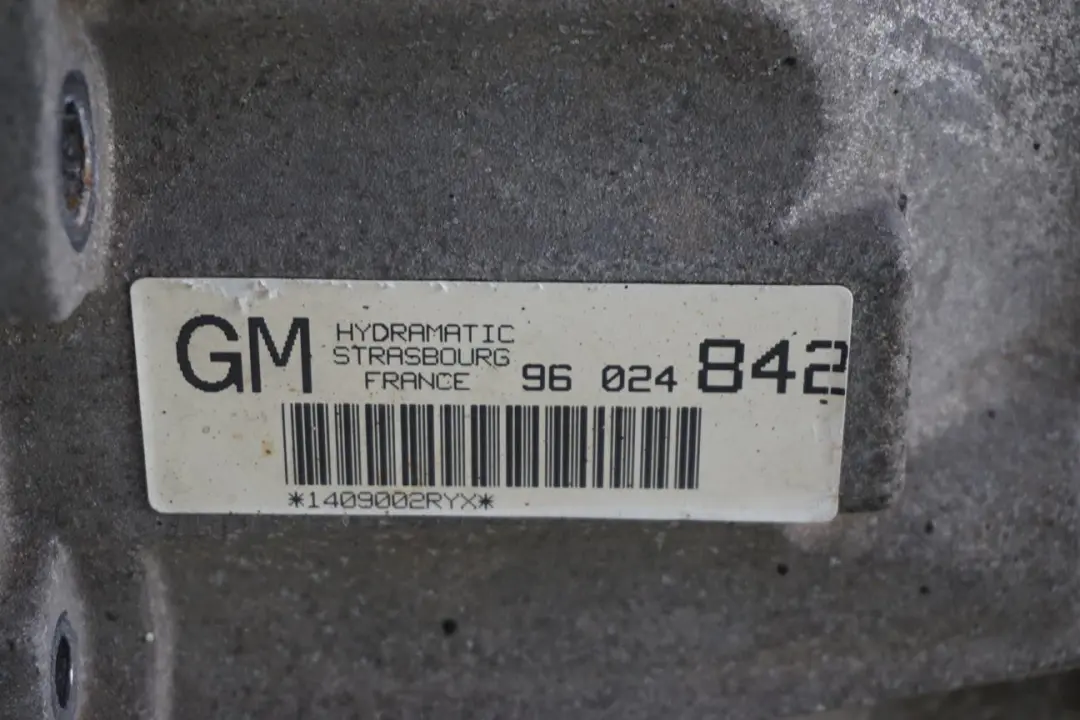 GM HYDRAMATIC
STRASBOURG
FRANCE 96 024 842
*1409002RYX*